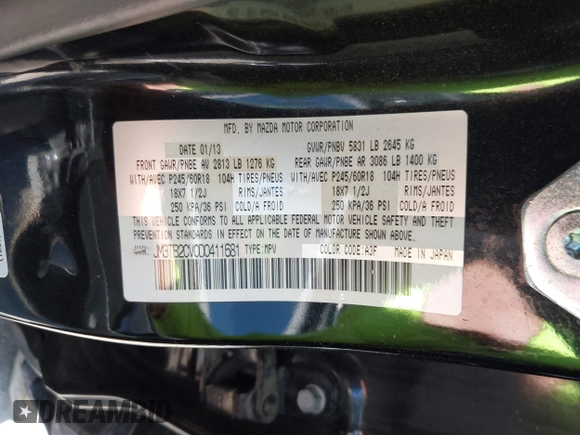 MFD. BY MAZDA MOTOR CORPORATION
DATE 01/13 GVWR/PNBV 5831 LB 2645 KG
FRONT GAWR/PNBE AV 2813 LB 1276 KG REAR GAWR/PNBE AR 3086 LB 1400 KG
WITH/AVEC P245/60R18 104H TIRES/PNEUS WITH/AVEC P245/60R18 104H TIRES/PNEUS
18X7 1/2J RIMS/JANTES 18X7 1/2J RIMS/JANTES
250 KPA/36 PSI COLD/A FROID 250 KPA/36 PSI COLD/A FROID
THIS VEHICLE CONFORMS TO ALL APPLICABLE FEDERAL MOTOR VEHICLE SAFETY AND THEFT
PREVENTION STANDARDS IN EFFECT ON THE DATE OF MANUFACTURE SHOWN ABOVE.
JM3TB2CV0D0411681 TYPE: MPV COLOR CODE: A3F MADE IN JAPAN
DREAMBID